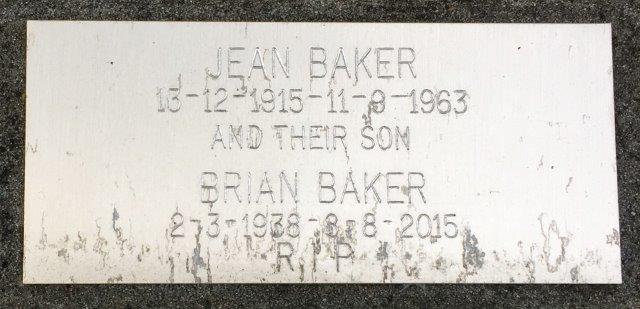 JEAN BAKER
13-12-1915-11-9-1963
AND THEIR SON
BRIAN BAKER
2-3-1938-8-8-2015
R I P